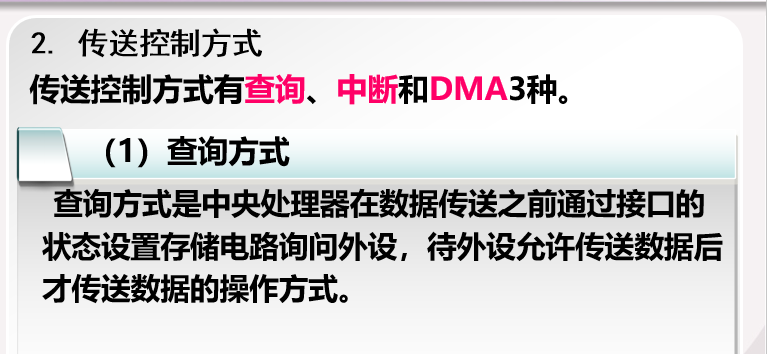 2. 传送控制方式
传送控制方式有查询、中断和DMA3种。
（1）查询方式
查询方式是中央处理器在数据传送之前通过接口的
状态设置存储电路询问外设，待外设允许传送数据后
才传送数据的操作方式。